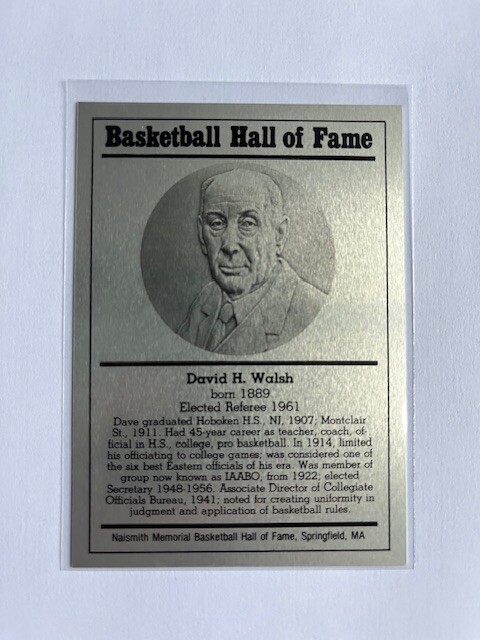 Basketball Hall of Fame
David H. Walsh
born 1889
Elected Referee 1961
Dave graduated Hoboken H.S., NJ, 1907; Montclair
St., 1911. Had 45-year career as teacher, coach, of-
ficial in H.S., college, pro basketball. In 1914, limited
his officiating to college games; was considered one of
the six best Eastern officials of his era. Was member of
group now known as IAABO, from 1922; elected
Secretary 1948-1956. Associate Director of Collegiate
Officials Bureau, 1941; noted for creating uniformity in
judgment and application of basketball rules.
Naismith Memorial Basketball Hall of Fame, Springfield, MA